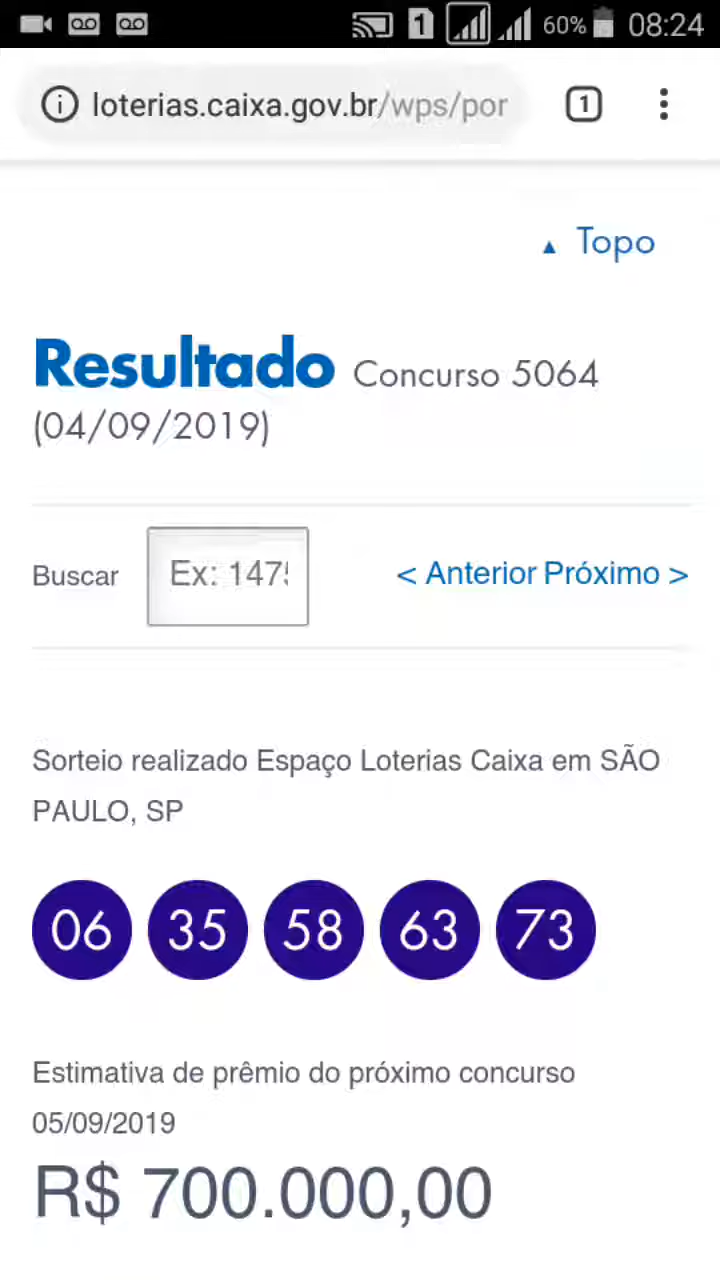 1 60% 08:24
loterias.caixa.gov.br/wps/por 1
▲ Topo
Resultado Concurso 5064
(04/09/2019)
Buscar Ex: 147 < Anterior Próximo >
Sorteio realizado Espaço Loterias Caixa em SÃO
PAULO, SP
06 35 58 63 73
Estimativa de prêmio do próximo concurso
05/09/2019
R$ 700.000,00